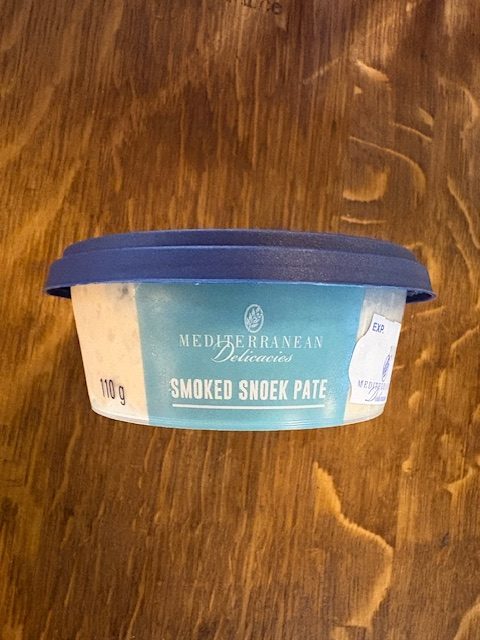 MEDITERRANEAN
Delicacies
SMOKED SNOEK PATE
110 g
EXP.